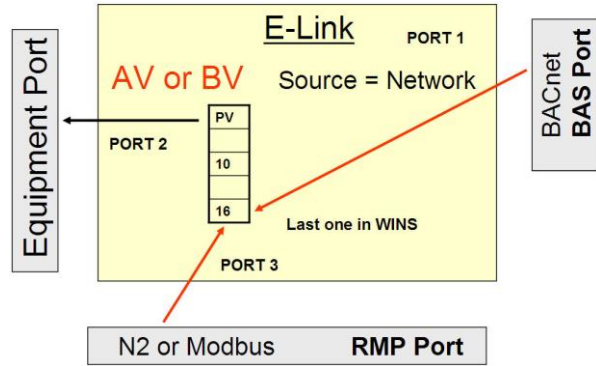 E-Link
PORT 1
AV or BV
Source = Network
PV
PORT 2
10
16
Last one in WINS
PORT 3
Equipment Port
BACnet
BAS Port
N2 or Modbus RMP Port